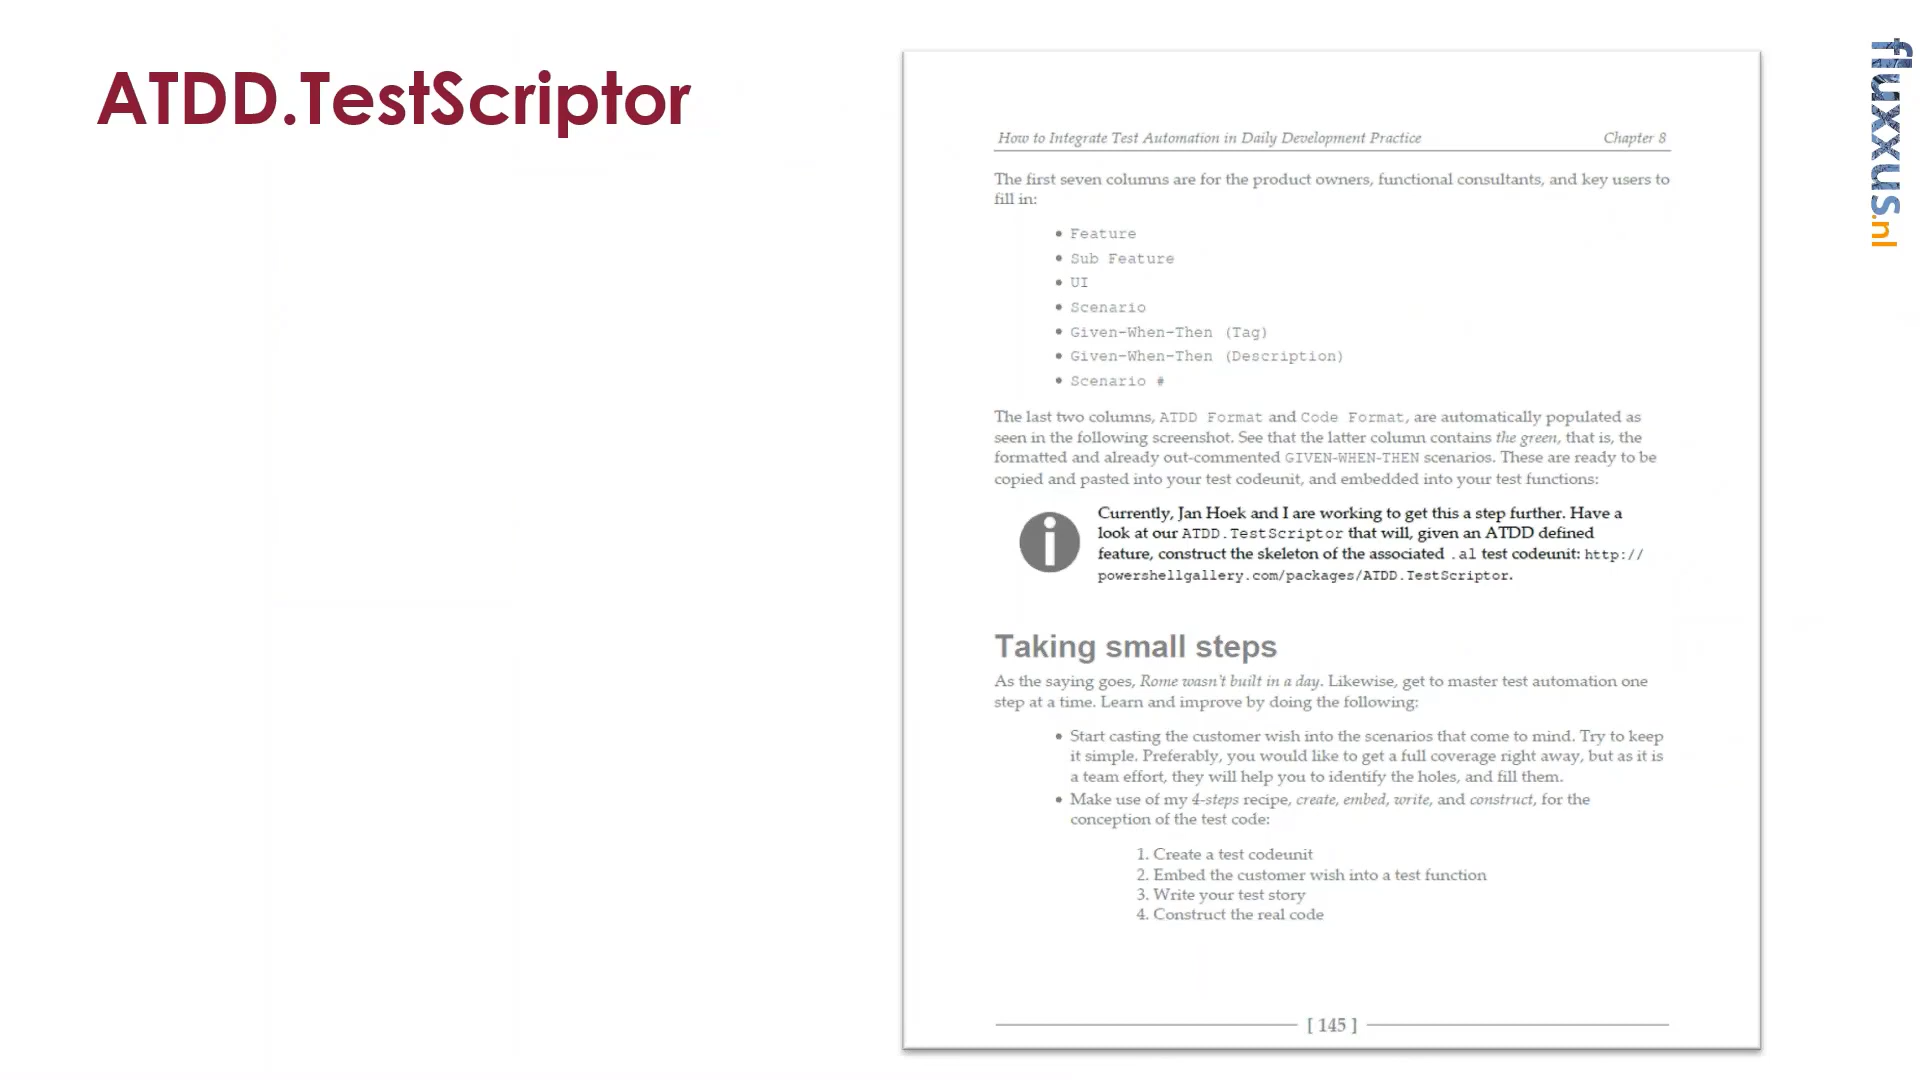 ATDD.TestScriptor
fluxxus.nl
How to Integrate Test Automation in Daily Development Practice Chapter 8
The first seven columns are for the product owners, functional consultants, and key users to
fill in:
• Feature
• Sub Feature
• UI
• Scenario
• Given-When-Then (Tag)
• Given-When-Then (Description)
• Scenario #
The last two columns, ATDD Format and Code Format, are automatically populated as
seen in the following screenshot. See that the latter column contains the green, that is, the
formatted and already out-commented GIVEN-WHEN-THEN scenarios. These are ready to be
copied and pasted into your test codeunit, and embedded into your test functions:
Currently, Jan Hoek and I are working to get this a step further. Have a
look at our ATDD.TestScriptor that will, given an ATDD defined
feature, construct the skeleton of the associated .al test codeunit: http://
powershellgallery.com/packages/ATDD.TestScriptor.
Taking small steps
As the saying goes, Rome wasn't built in a day. Likewise, get to master test automation one
step at a time. Learn and improve by doing the following:
• Start casting the customer wish into the scenarios that come to mind. Try to keep
it simple. Preferably, you would like to get a full coverage right away, but as it is
a team effort, they will help you to identify the holes, and fill them.
• Make use of my 4-steps recipe, create, embed, write, and construct, for the
conception of the test code:
1. Create a test codeunit
2. Embed the customer wish into a test function
3. Write your test story
4. Construct the real code
[ 145 ]